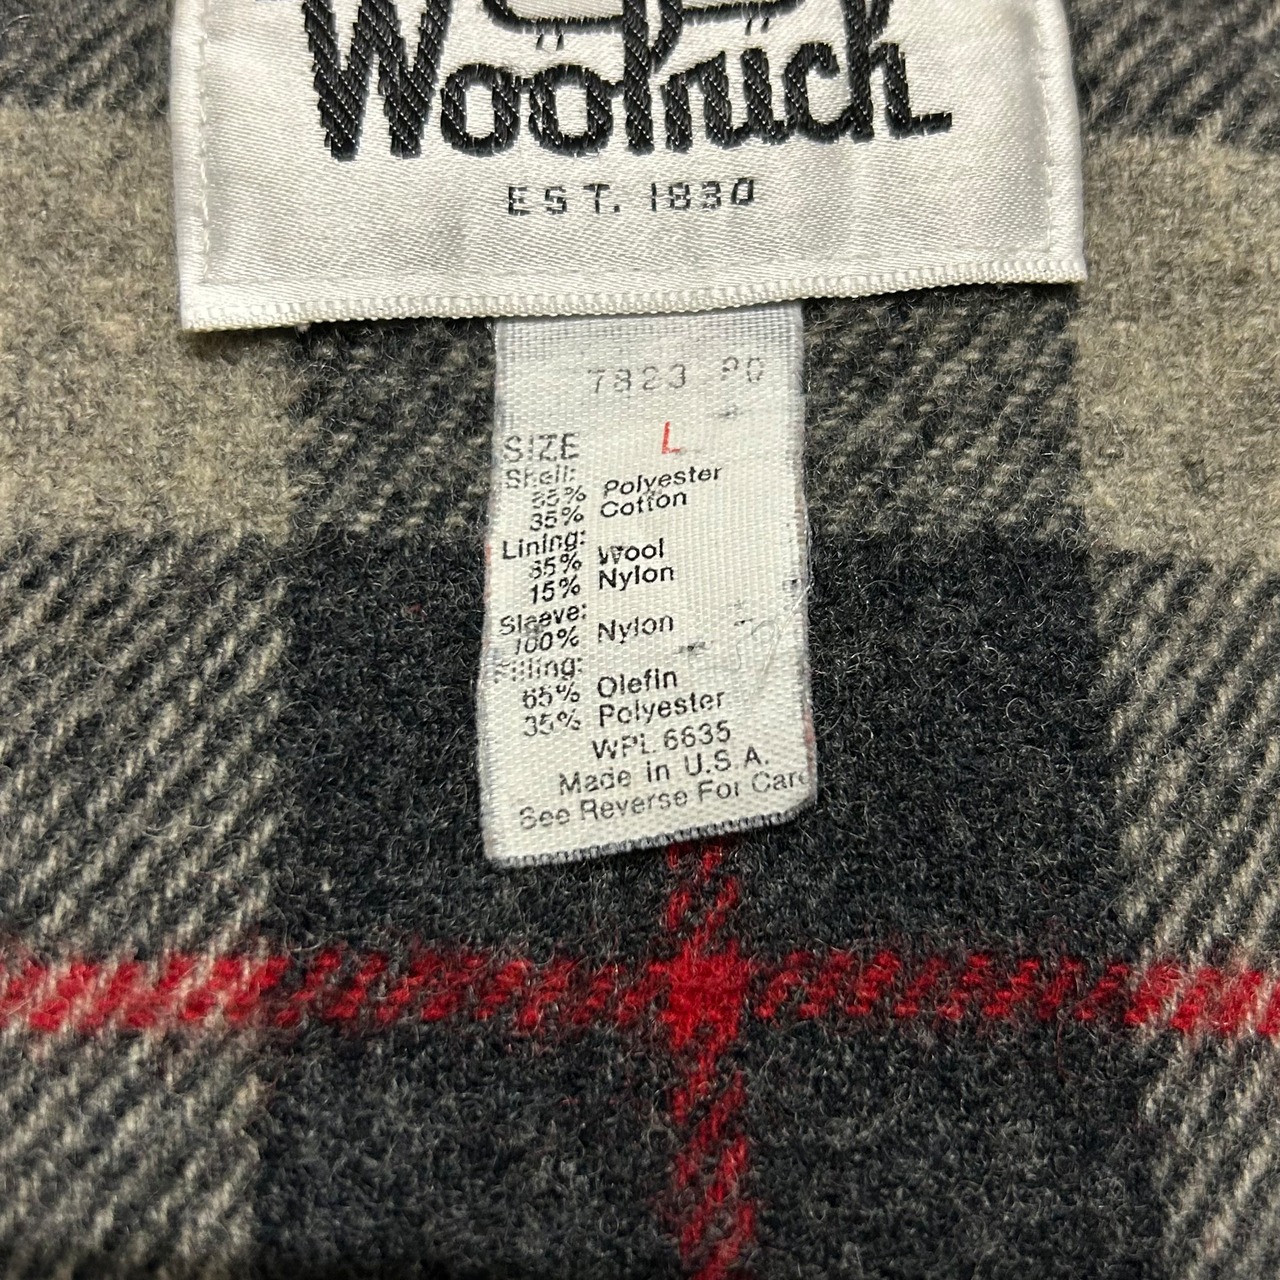 Woolrich
EST. 1830
7823
SIZE L
Shell:
65% Polyester
35% Cotton
Lining:
85% Wool
15% Nylon
Sleeve:
100% Nylon
Filling:
65% Olefin
35% Polyester
WPL 6635
Made in U.S.A.
See Reverse For Care